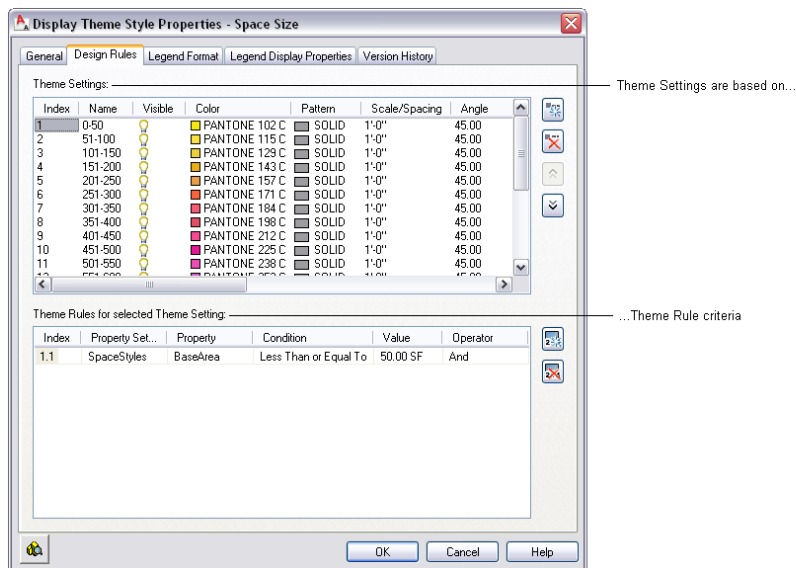 Display Theme Style Properties - Space Size
General Design Rules Legend Format Legend Display Properties Version History
Theme Settings: Theme Settings are based on...
Index Name Visible Color Pattern Scale/Spacing Angle
1 0-50 PANTONE 102 C SOLID 1'-0" 45.00
2 51-100 PANTONE 115 C SOLID 1'-0" 45.00
3 101-150 PANTONE 129 C SOLID 1'-0" 45.00
4 151-200 PANTONE 143 C SOLID 1'-0" 45.00
5 201-250 PANTONE 157 C SOLID 1'-0" 45.00
6 251-300 PANTONE 171 C SOLID 1'-0" 45.00
7 301-350 PANTONE 184 C SOLID 1'-0" 45.00
8 351-400 PANTONE 198 C SOLID 1'-0" 45.00
9 401-450 PANTONE 212 C SOLID 1'-0" 45.00
10 451-500 PANTONE 225 C SOLID 1'-0" 45.00
11 501-550 PANTONE 238 C SOLID 1'-0" 45.00
Theme Rules for selected Theme Setting: ...Theme Rule criteria
Index Property Set... Property Condition Value Operator
1.1 SpaceStyles BaseArea Less Than or Equal To 50.00 SF And
OK Cancel Help